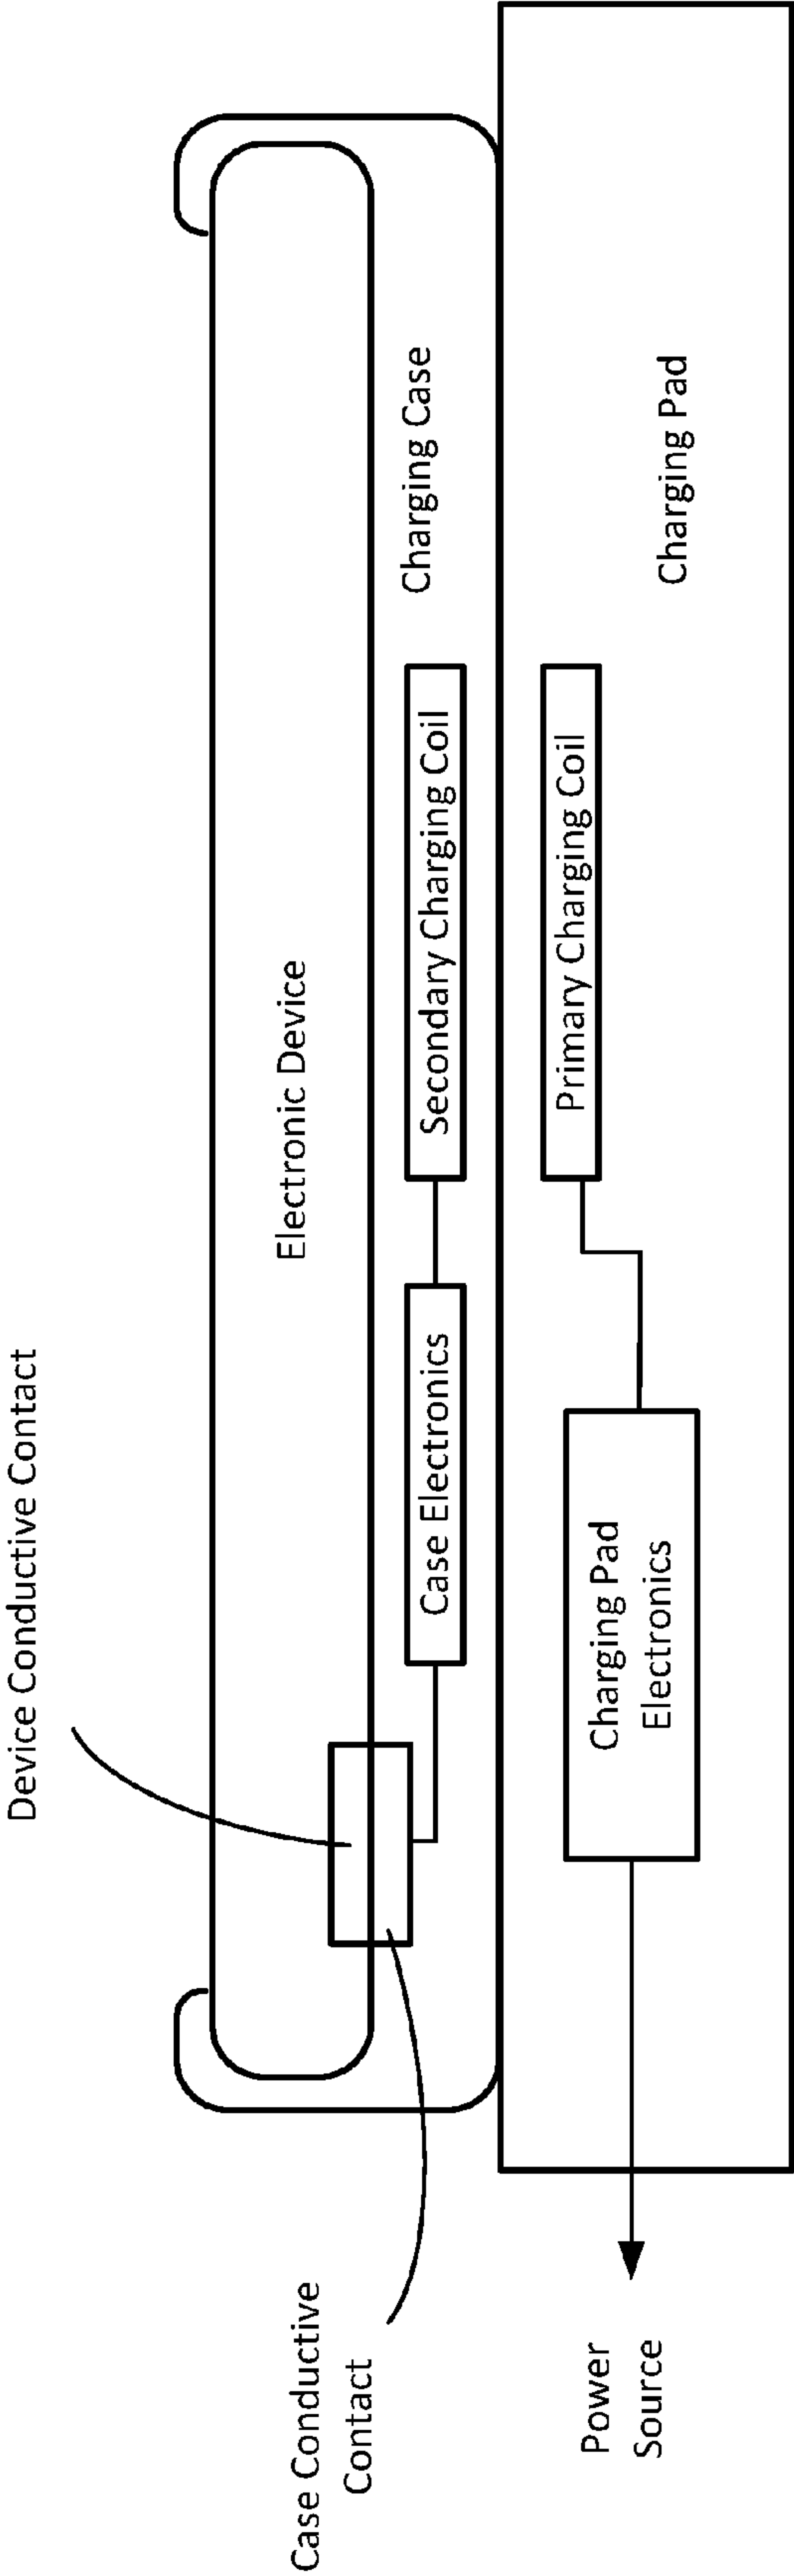 Device Conductive Contact
Electronic Device
Case Conductive
Contact
Charging Case
Case Electronics
Secondary Charging Coil
Primary Charging Coil
Charging Pad
Electronics
Charging Pad
Power
Source